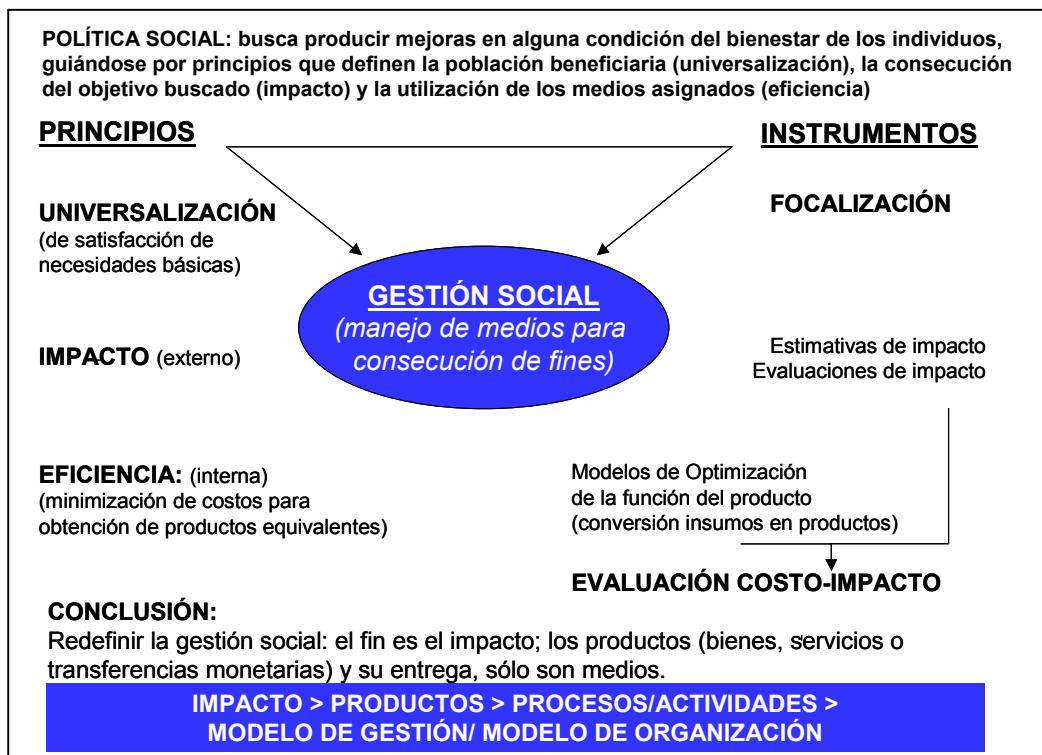 POLÍTICA SOCIAL: busca producir mejoras en alguna condición del bienestar de los individuos,
guiándose por principios que definen la población beneficiaria (universalización), la consecución
del objetivo buscado (impacto) y la utilización de los medios asignados (eficiencia)
PRINCIPIOS
INSTRUMENTOS
UNIVERSALIZACIÓN
(de satisfacción de
necesidades básicas)
FOCALIZACIÓN
GESTIÓN SOCIAL
(manejo de medios para
consecución de fines)
IMPACTO (externo)
Estimativas de impacto
Evaluaciones de impacto
EFICIENCIA: (interna)
(minimización de costos para
obtención de productos equivalentes)
Modelos de Optimización
de la función del producto
(conversión insumos en productos)
EVALUACIÓN COSTO-IMPACTO
CONCLUSIÓN:
Redefinir la gestión social: el fin es el impacto; los productos (bienes, servicios o
transferencias monetarias) y su entrega, sólo son medios.
IMPACTO > PRODUCTOS > PROCESOS/ACTIVIDADES >
MODELO DE GESTIÓN/ MODELO DE ORGANIZACIÓN